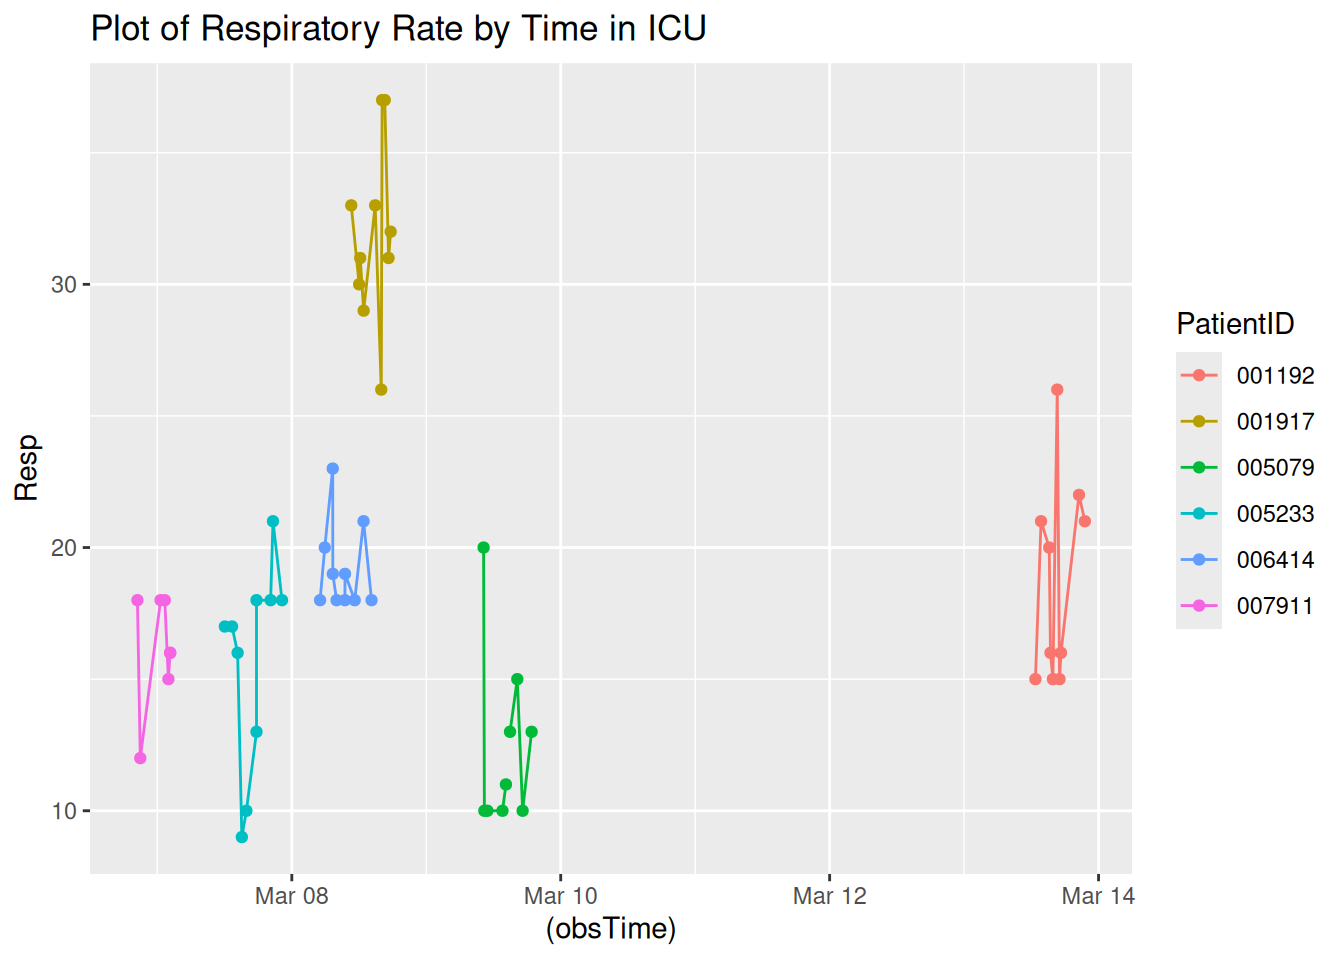 Plot of Respiratory Rate by Time in ICU
Resp
30
20
10
Mar 08
Mar 10
Mar 12
Mar 14
(obsTime)
PatientID
001192
001917
005079
005233
006414
007911